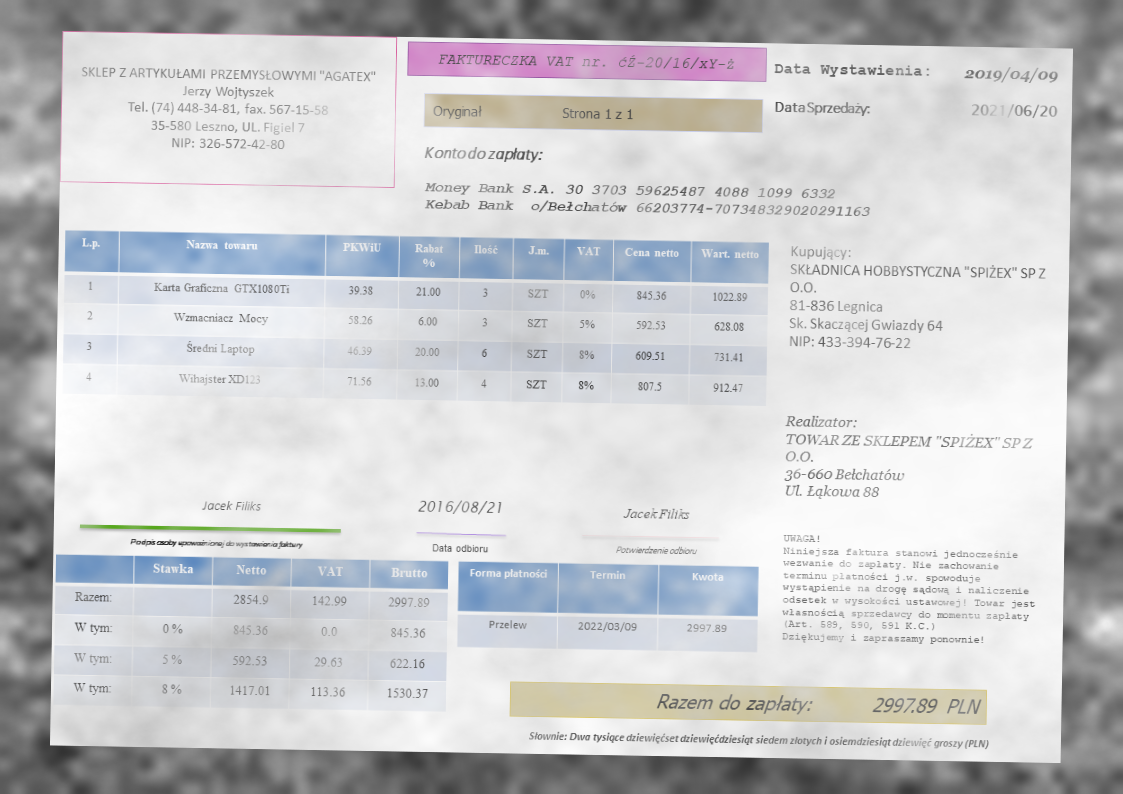 SKLEP Z ARTYKUŁAMI PRZEMYSŁOWYMI "AGATEX"
Jerzy Wojtyszek
Tel. (74) 448-34-81, fax. 567-15-58
35-580 Leszno, UL. Figiel 7
NIP: 326-572-42-80
FAKTURECZKA VAT nr. ćŻ-20/16/xY-ż
Oryginał Strona 1 z 1
Data Wystawienia: 2019/04/09
Data Sprzedaży: 2021/06/20
Konto do zapłaty:
Money Bank S.A. 30 3703 59625487 4088 1099 6332
Kebab Bank o/Bełchatów 66203774-707348329020291163
L.p. Nazwa towaru PKWiU Rabat % Ilość J.m. VAT Cena netto Wart. netto
1 Karta Graficzna GTX1080Ti 39.38 21.00 3 SZT 0% 845.36 1022.89
2 Wzmacniacz Mocy 58.26 6.00 3 SZT 5% 592.53 628.08
3 Średni Laptop 46.39 20.00 6 SZT 8% 609.51 731.41
4 Wihajster XD123 71.56 13.00 4 SZT 8% 807.5 912.47
Kupujący:
SKŁADNICA HOBBYSTYCZNA "SPIŻEX" SP Z
O.O.
81-836 Legnica
Sk. Skaczącej Gwiazdy 64
NIP: 433-394-76-22
Realizator:
TOWAR ZE SKLEPEM "SPIŻEX" SP Z
O.O.
36-660 Bełchatów
Ul. Łąkowa 88
Jacek Filiks
Podpis osoby upoważnionej do wystawienia faktury
2016/08/21
Data odbioru
Jacek Filiks
Potwierdzenie odbioru
Stawka Netto VAT Brutto
Razem: 2854.9 142.99 2997.89
W tym: 0 % 845.36 0.0 845.36
W tym: 5 % 592.53 29.63 622.16
W tym: 8 % 1417.01 113.36 1530.37
Forma płatności Termin Kwota
Przelew 2022/03/09 2997.89
UWAGA!
Niniejsza faktura stanowi jednocześnie
wezwanie do zapłaty. Nie zachowanie
terminu płatności j.w. spowoduje
wystąpienie na drogę sądową i naliczenie
odsetek w wysokości ustawowej! Towar jest
własnością sprzedawcy do momentu zapłaty
(Art. 589, 590, 591 K.C.)
Dziękujemy i zapraszamy ponownie!
Razem do zapłaty: 2997.89 PLN
Słownie: Dwa tysiące dziewięćset dziewięćdziesiąt siedem złotych i osiemdziesiąt dziewięć groszy (PLN)